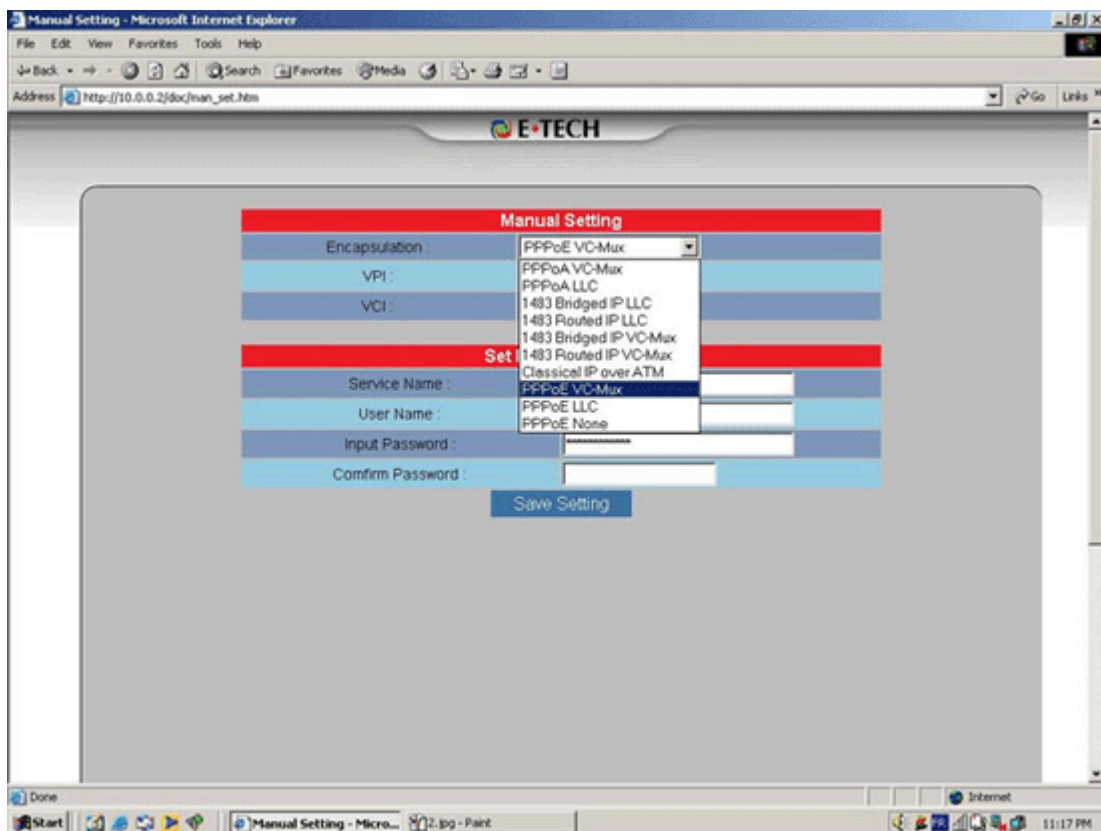 Manual Setting - Microsoft Internet Explorer
File Edit View Favorites Tools Help
Back Search Favorites Media
Address http://10.0.0.2/doc/man_set.htm Go Links »
E•TECH
Manual Setting
Encapsulation : PPPoE VC-Mux
PPPoA VC-Mux
VPI :
PPPoA LLC
1483 Bridged IP LLC
VCI :
1483 Routed IP LLC
1483 Bridged IP VC-Mux
Set
1483 Routed IP VC-Mux
Classical IP over ATM
Service Name :
PPPoE VC-Mux
User Name :
PPPoE LLC
PPPoE None
Input Password :
Comfirm Password :
Save Setting
Done Internet
Start Manual Setting - Micro... 2.jpg - Paint FR 11:17 PM